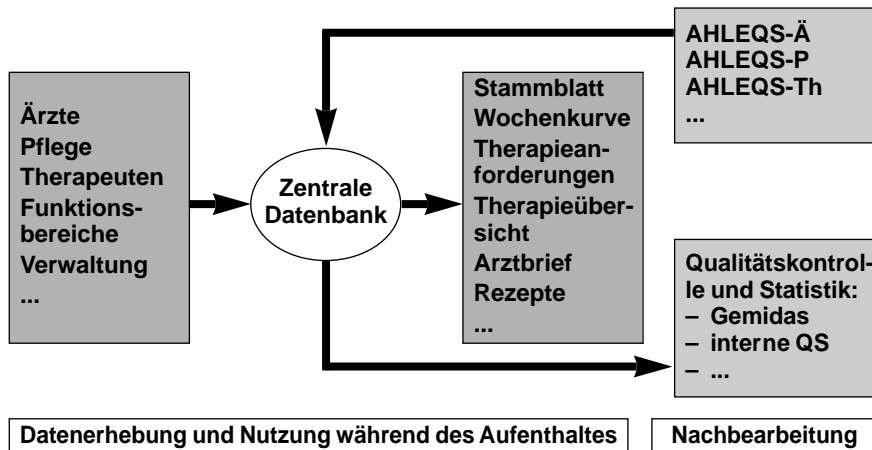 Ärzte
Pflege
Therapeuten
Funktions-
bereiche
Verwaltung
...
Zentrale
Datenbank
Stammblatt
Wochenkurve
Therapiean-
forderungen
Therapieüber-
sicht
Arztbrief
Rezepte
...
AHLEQS-Ä
AHLEQS-P
AHLEQS-Th
...
Qualitätskontrol-
le und Statistik:
– Gemidas
– interne QS
– ...
Datenerhebung und Nutzung während des Aufenthaltes
Nachbearbeitung